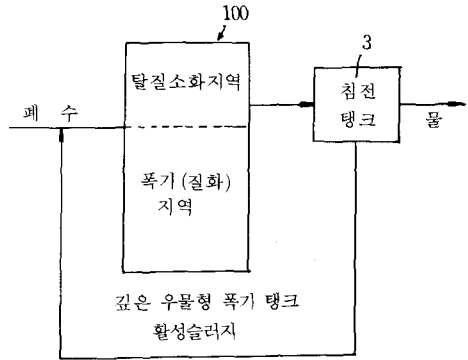 100
탈질소화지역
3
폐 수
침전
탱크
물
폭기(질화)
지역
깊은 우물형 폭기 탱크
활성슬러지